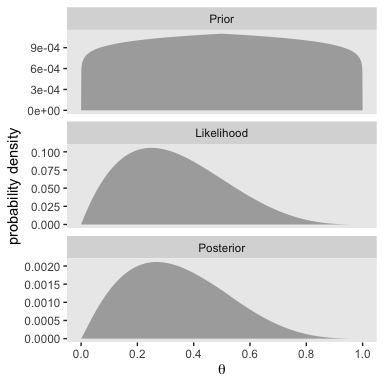 Prior
9e-04
6e-04
3e-04
0e+00
Likelihood
0.100
0.075
0.050
0.025
0.000
Posterior
0.0020
0.0015
0.0010
0.0005
0.0000
0.0 0.2 0.4 0.6 0.8 1.0
θ
probability density